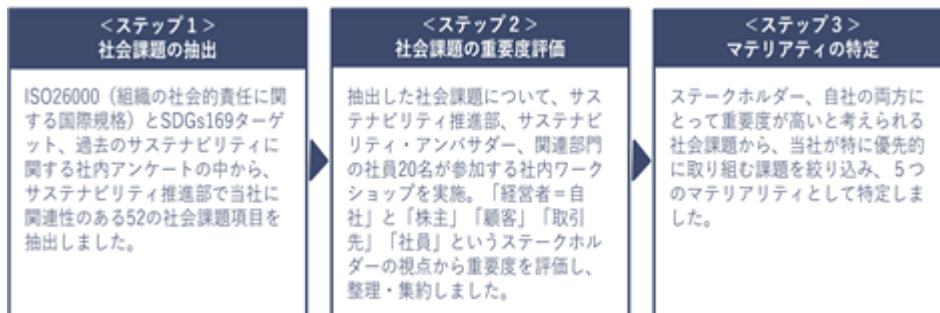 ＜ステップ１＞
社会課題の抽出
ISO26000（組織の社会的責任に関
する国際規格）とSDGs169ターゲ
ット、過去のサステナビリティに
関する社内アンケートの中から、
サステナビリティ推進部で当社に
関連性のある52の社会課題項目を
抽出しました。
＜ステップ２＞
社会課題の重要度評価
抽出した社会課題について、サス
テナビリティ推進部、サステナビ
リティ・アンバサダー、関連部門
の社員20名が参加する社内ワーク
ショップを実施。「経営者＝自
社」と「株主」「顧客」「取引
先」「社員」というステークホル
ダーの視点から重要度を評価し、
整理・集約しました。
＜ステップ３＞
マテリアティの特定
ステークホルダー、自社の両方に
とって重要度が高いと考えられる
社会課題から、当社が特に優先的
に取り組む課題を絞り込み、５つ
のマテリアリティとして特定しま
した。